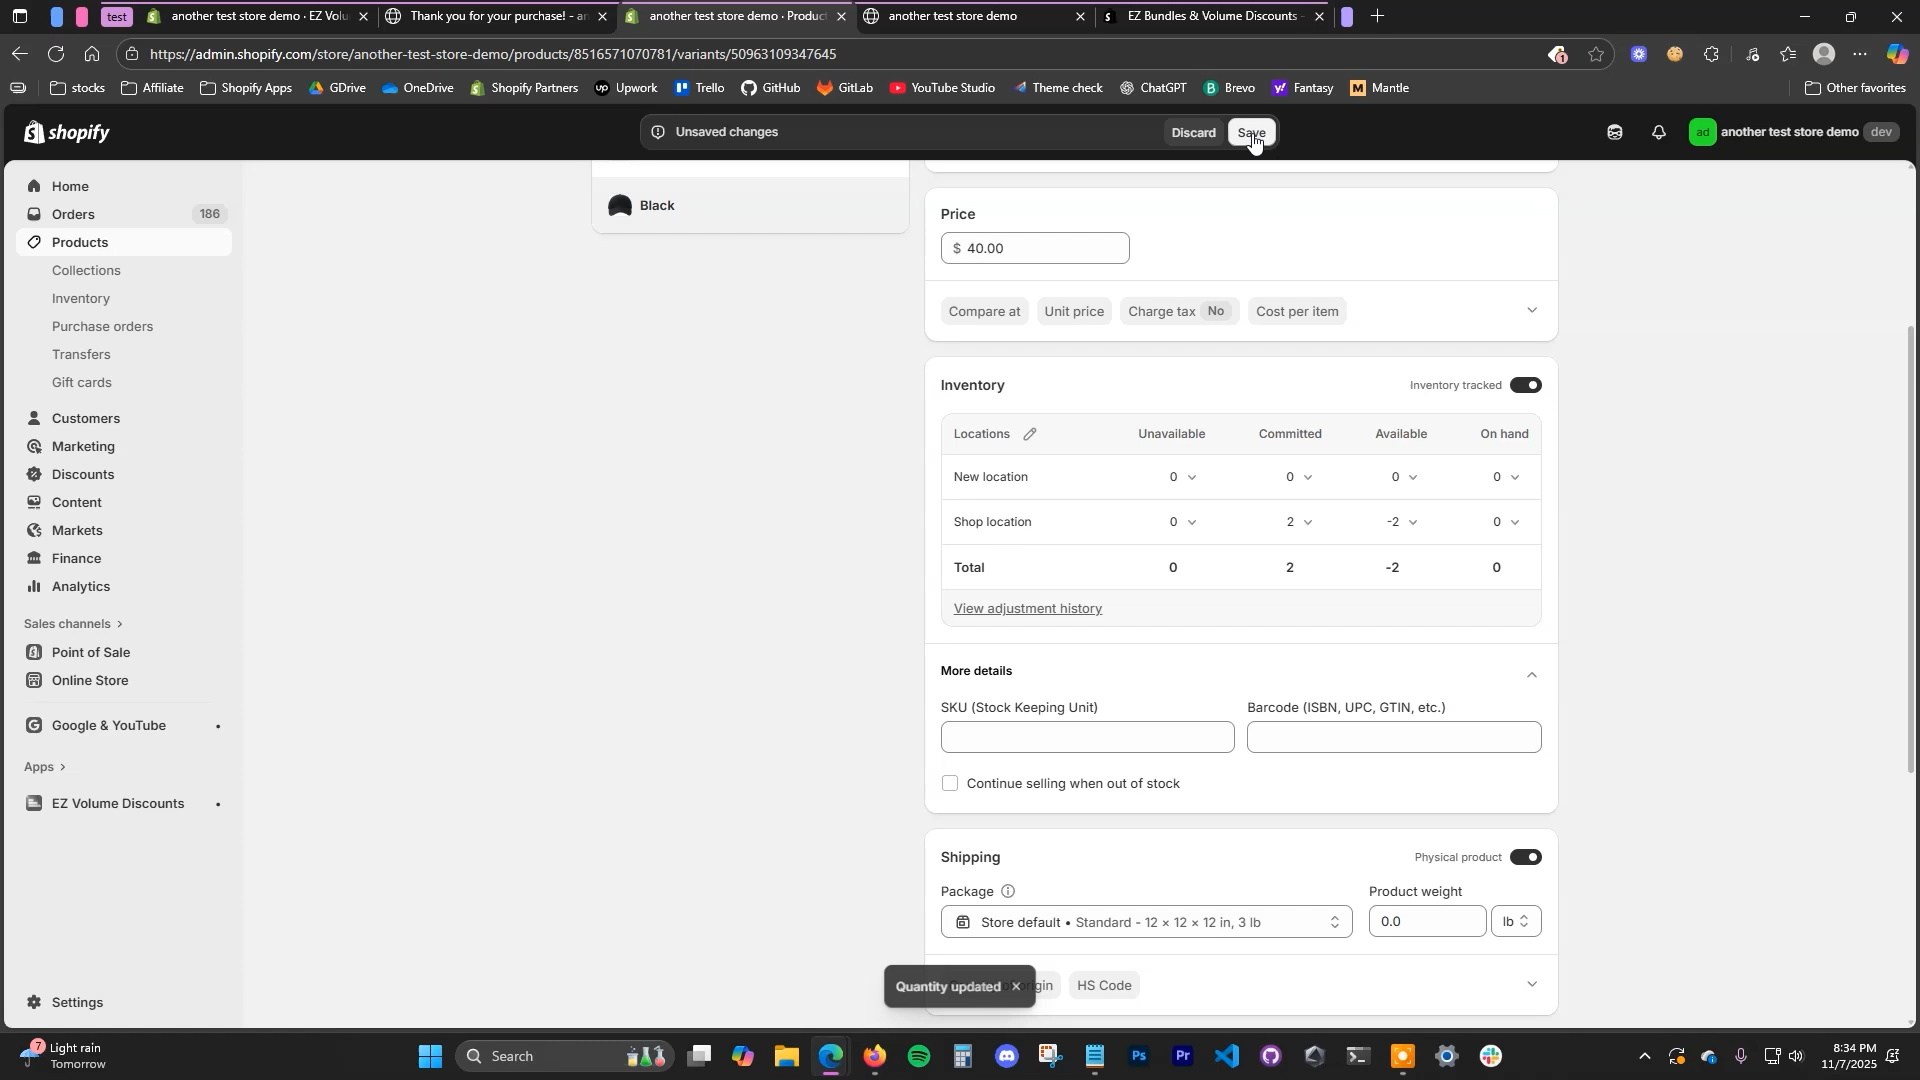 test
another test store demo · EZ Volu
Thank you for your purchase! - an
another test store demo · Product
another test store demo
EZ Bundles & Volume Discounts -
https://admin.shopify.com/store/another-test-store-demo/products/8516571070781/variants/50963109347645
1
stocks
Affiliate
Shopify Apps
GDrive
OneDrive
Shopify Partners
Upwork
Trello
GitHub
GitLab
YouTube Studio
Theme check
ChatGPT
Brevo
Fantasy
Mantle
Other favorites
shopify
Unsaved changes
Discard
Save
ad
another test store demo
dev
Home
Orders 186
Products
Collections
Inventory
Purchase orders
Transfers
Gift cards
Customers
Marketing
Discounts
Content
Markets
Finance
Analytics
Sales channels
Point of Sale
Online Store
Google & YouTube
Apps
EZ Volume Discounts
Settings
Black
Price
$ 40.00
Compare at
Unit price
Charge tax No
Cost per item
Inventory
Inventory tracked
Locations Unavailable Committed Available On hand
New location 0 0 0 0
Shop location 0 2 -2 0
Total 0 2 -2 0
View adjustment history
More details
SKU (Stock Keeping Unit)
Barcode (ISBN, UPC, GTIN, etc.)
Continue selling when out of stock
Shipping
Physical product
Package
Product weight
Store default • Standard - 12 × 12 × 12 in, 3 lb
0.0
lb
Quantity updated
HS Code
7
Light rain
Tomorrow
Search
8:34 PM
11/7/2025